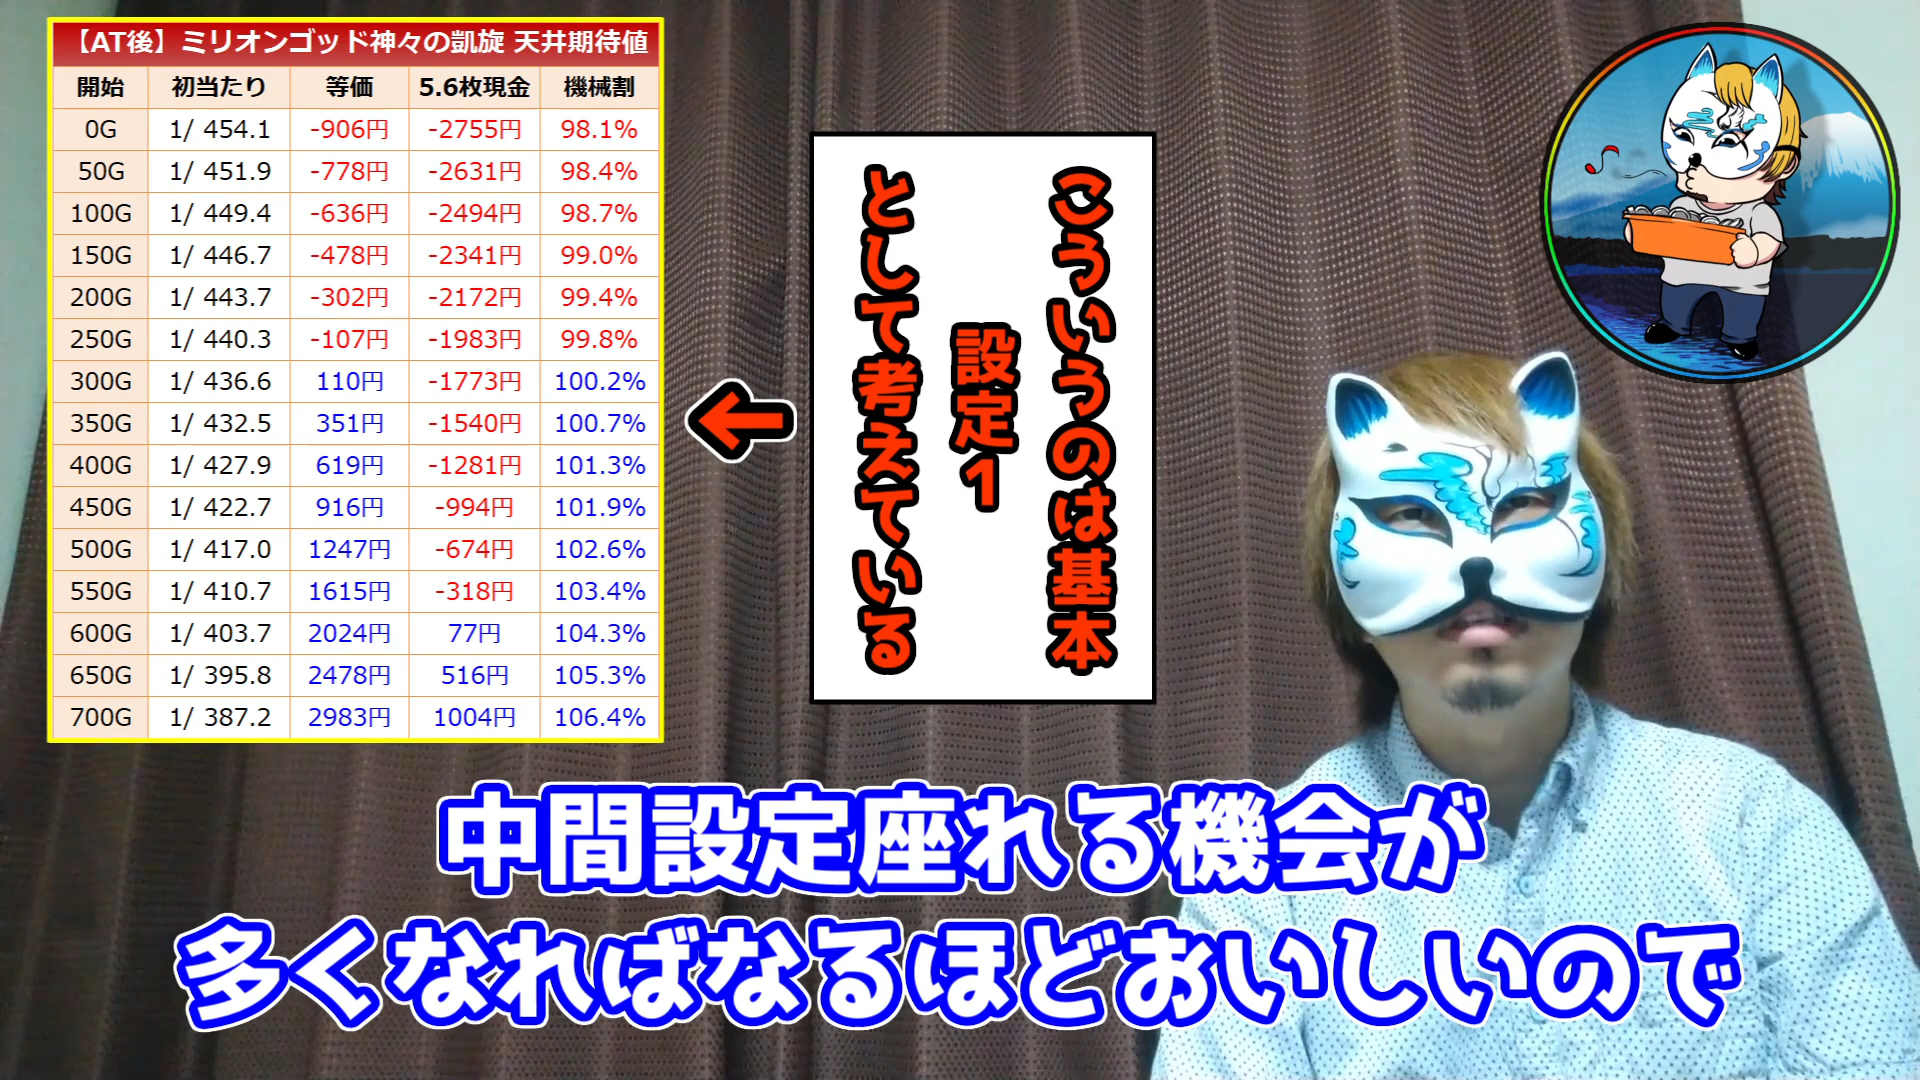 【AT後】ミリオンゴッド神々の凱旋 天井期待値
開始 初当たり 等価 5.6枚現金 機械割
0G 1/ 454.1 -906円 -2755円 98.1%
50G 1/ 451.9 -778円 -2631円 98.4%
100G 1/ 449.4 -636円 -2494円 98.7%
150G 1/ 446.7 -478円 -2341円 99.0%
200G 1/ 443.7 -302円 -2172円 99.4%
250G 1/ 440.3 -107円 -1983円 99.8%
300G 1/ 436.6 110円 -1773円 100.2%
350G 1/ 432.5 351円 -1540円 100.7%
400G 1/ 427.9 619円 -1281円 101.3%
450G 1/ 422.7 916円 -994円 101.9%
500G 1/ 417.0 1247円 -674円 102.6%
550G 1/ 410.7 1615円 -318円 103.4%
600G 1/ 403.7 2024円 77円 104.3%
650G 1/ 395.8 2478円 516円 105.3%
700G 1/ 387.2 2983円 1004円 106.4%
こういうのは基本
設定1
として考えている
中間設定座れる機会が
多くなればなるほどおいしいので